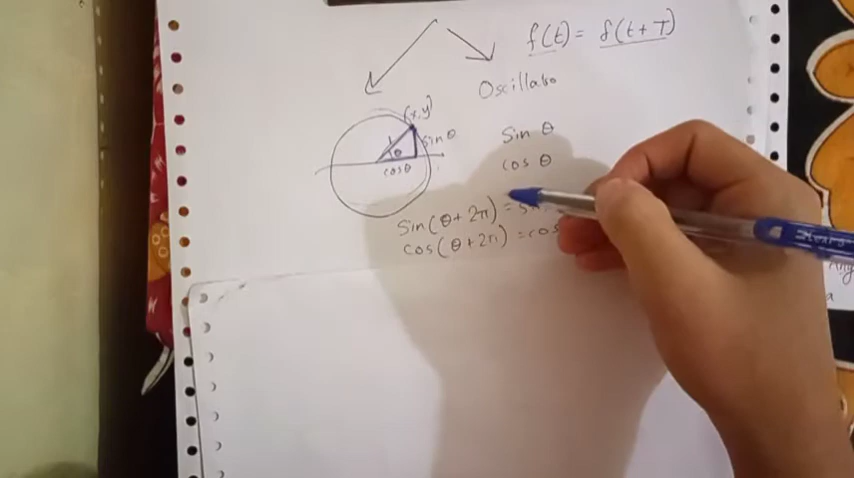 f(t) = f(t + T)
Oscillato
(x,y)
1
sin θ
θ
cos θ
Sin θ
cos θ
Sin(θ + 2π) =
cos(θ + 2π) = cos